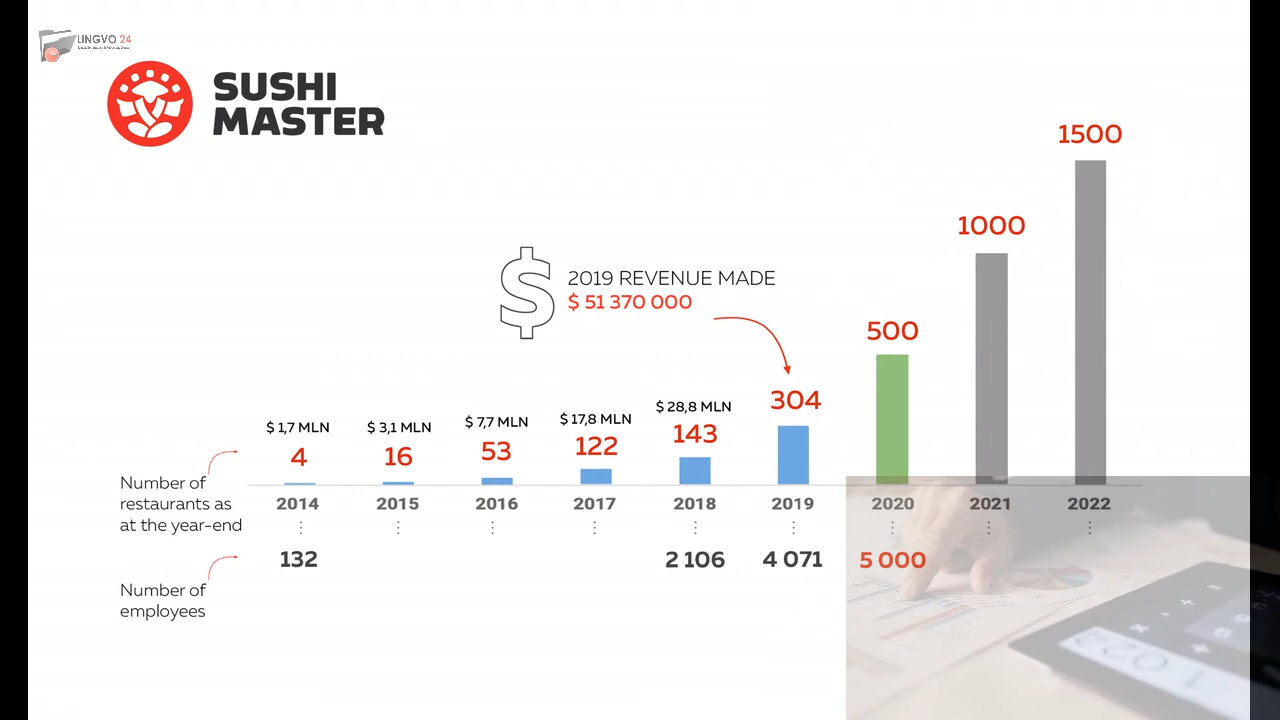 LINGVO 24
SUSHI
MASTER
1500
1000
2019 REVENUE MADE
$ 51 370 000
500
304
$ 1,7 MLN
$ 3,1 MLN
$ 7,7 MLN
$ 17,8 MLN
$ 28,8 MLN
4
16
53
122
143
Number of
restaurants as
at the year-end
2014 2015 2016 2017 2018 2019 2020 2021 2022
132 2 106 4 071 5 000
Number of
employees